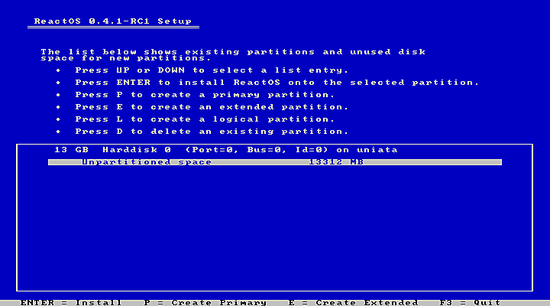 ReactOS 0.4.1-RC1 Setup
The list below shows existing partitions and unused disk
space for new partitions.
• Press UP or DOWN to select a list entry.
• Press ENTER to install ReactOS onto the selected partition.
• Press P to create a primary partition.
• Press E to create an extended partition.
• Press L to create a logical partition.
• Press D to delete an existing partition.
13 GB Harddisk 0 (Port=0, Bus=0, Id=0) on uniata
Unpartitioned space 13312 MB
ENTER = Install P = Create Primary E = Create Extended F3 = Quit